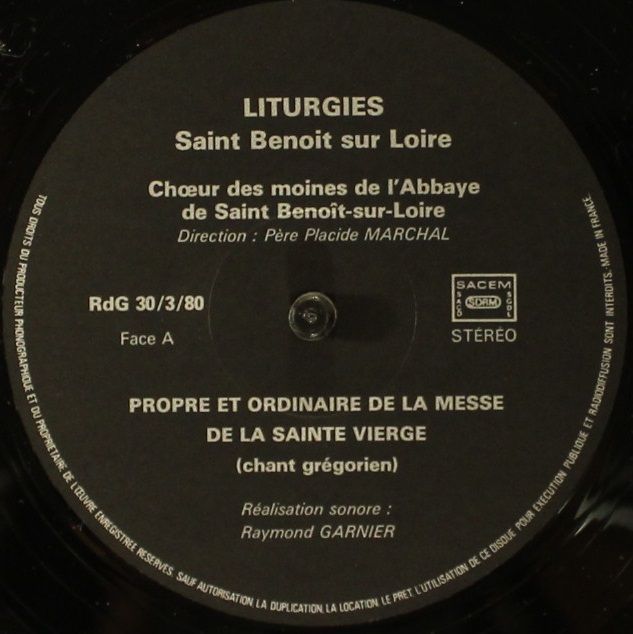 LITURGIES
Saint Benoit sur Loire
Chœur des moines de l'Abbaye
de Saint Benoît-sur-Loire
Direction : Père Placide MARCHAL
RdG 30/3/80
Face A
SACEM
SACD
SDRM
SGDL
STÉRÉO
PROPRE ET ORDINAIRE DE LA MESSE
DE LA SAINTE VIERGE
(chant grégorien)
Réalisation sonore :
Raymond GARNIER
TOUS DROITS DU PRODUCTEUR PHONOGRAPHIQUE ET DU PROPRIETAIRE DE L'ŒUVRE ENREGISTREE RESERVES. SAUF AUTORISATION, LA DUPLICATION, LA LOCATION, LE PRET, L'UTILISATION DE CE DISQUE POUR EXECUTION PUBLIQUE ET RADIODIFFUSION SONT INTERDITS. MADE IN FRANCE.